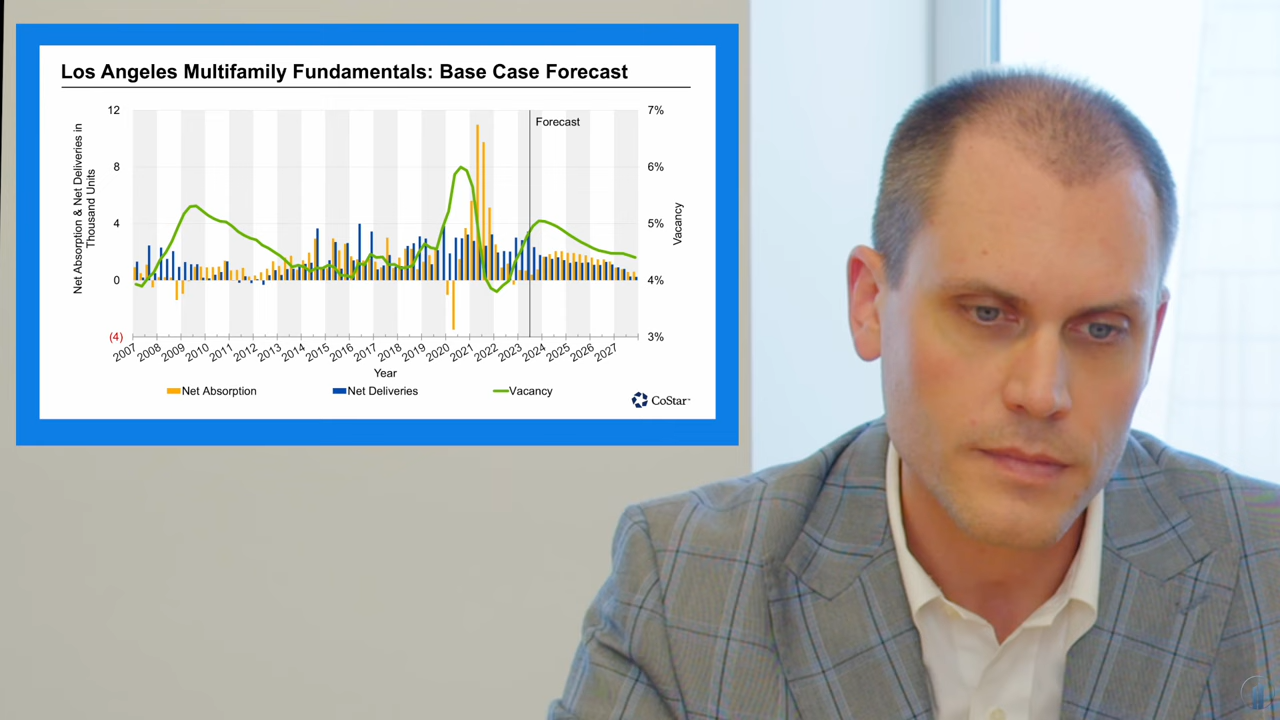 Los Angeles Multifamily Fundamentals: Base Case Forecast
Net Absorption & Net Deliveries in
Thousand Units
12
8
4
0
(4)
Forecast
7%
6%
5%
4%
3%
Vacancy
2007 2008 2009 2010 2011 2012 2013 2014 2015 2016 2017 2018 2019 2020 2021 2022 2023 2024 2025 2026 2027
Year
Net Absorption Net Deliveries Vacancy
CoStar™